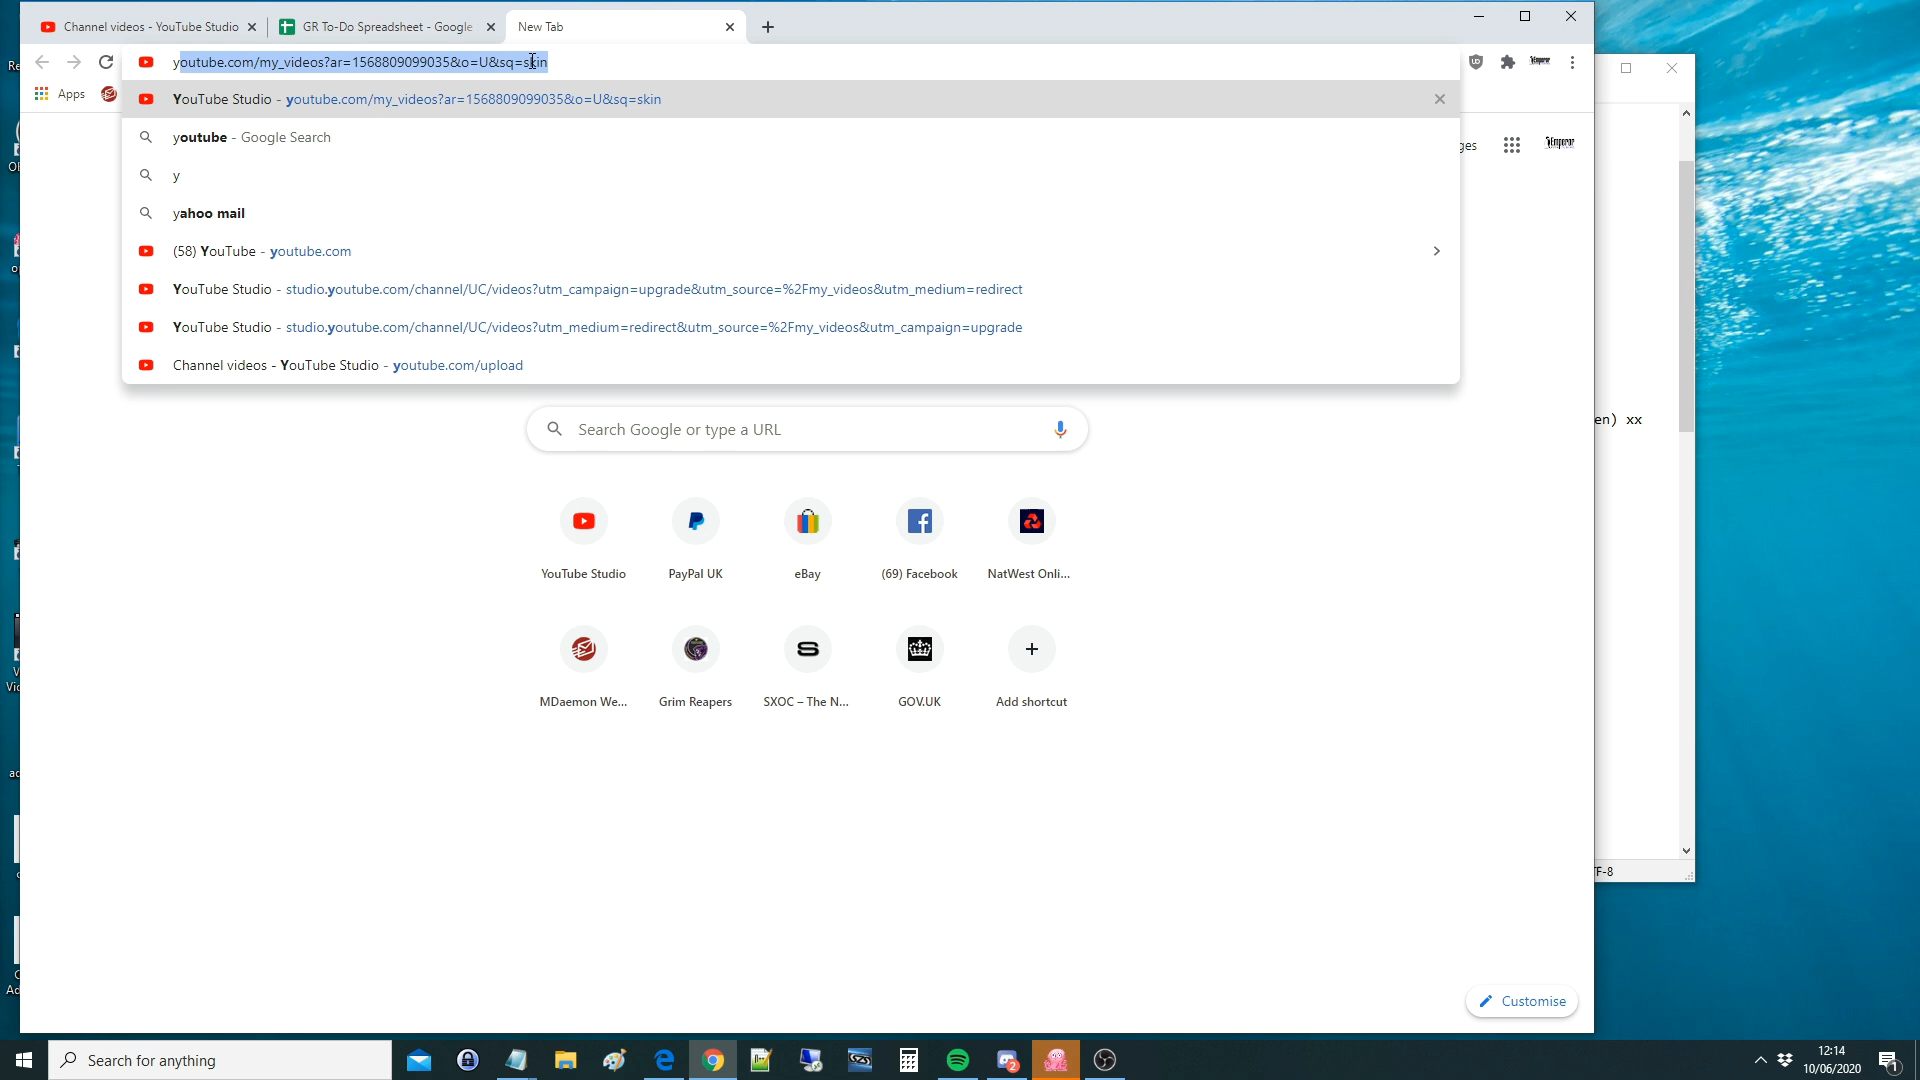 Channel videos - YouTube Studio
GR To-Do Spreadsheet - Google
New Tab
youtube.com/my_videos?ar=1568809099035&o=U&sq=skin
Apps
YouTube Studio - youtube.com/my_videos?ar=1568809099035&o=U&sq=skin
youtube - Google Search
y
yahoo mail
(58) YouTube - youtube.com
YouTube Studio - studio.youtube.com/channel/UC/videos?utm_campaign=upgrade&utm_source=%2Fmy_videos&utm_medium=redirect
YouTube Studio - studio.youtube.com/channel/UC/videos?utm_medium=redirect&utm_source=%2Fmy_videos&utm_campaign=upgrade
Channel videos - YouTube Studio - youtube.com/upload
ges
Search Google or type a URL
en) xx
YouTube Studio
PayPal UK
eBay
(69) Facebook
NatWest Onli...
MDaemon We...
Grim Reapers
SXOC – The N...
GOV.UK
Add shortcut
TF-8
Customise
Search for anything
2
12:14
10/06/2020
1